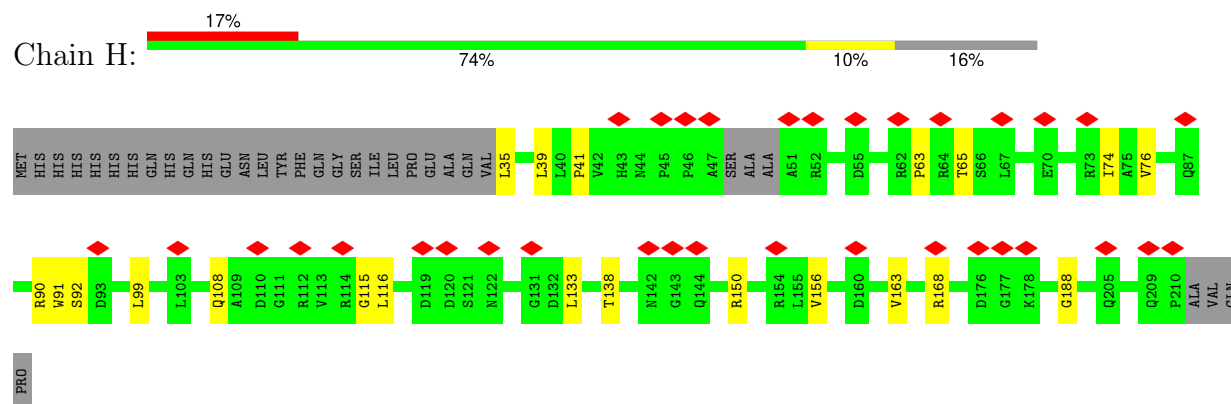 17%
Chain H:
74% 10% 16%
MET HIS HIS HIS HIS HIS HIS GLN HIS GLN HIS GLU ASN LEU TYR PHE GLN GLY SER ILE LEU PRO GLU ALA GLN VAL L35 L39 L40 P41 V42 H43 N44 P45 P46 A47 SER ALA ALA A51 R52 D55 R62 P63 R64 T65 S66 L67 E70 R73 I74 A75 V76 Q87
R90 W91 S92 D93 L99 L103 Q108 A109 D110 G111 R112 V113 R114 G115 L116 D119 D120 S121 N122 G131 D132 L133 T138 N142 G143 Q144 R150 R154 L155 V156 D160 V163 R168 D176 G177 K178 G188 Q205 Q209 P210 ALA VAL GLN
PRO